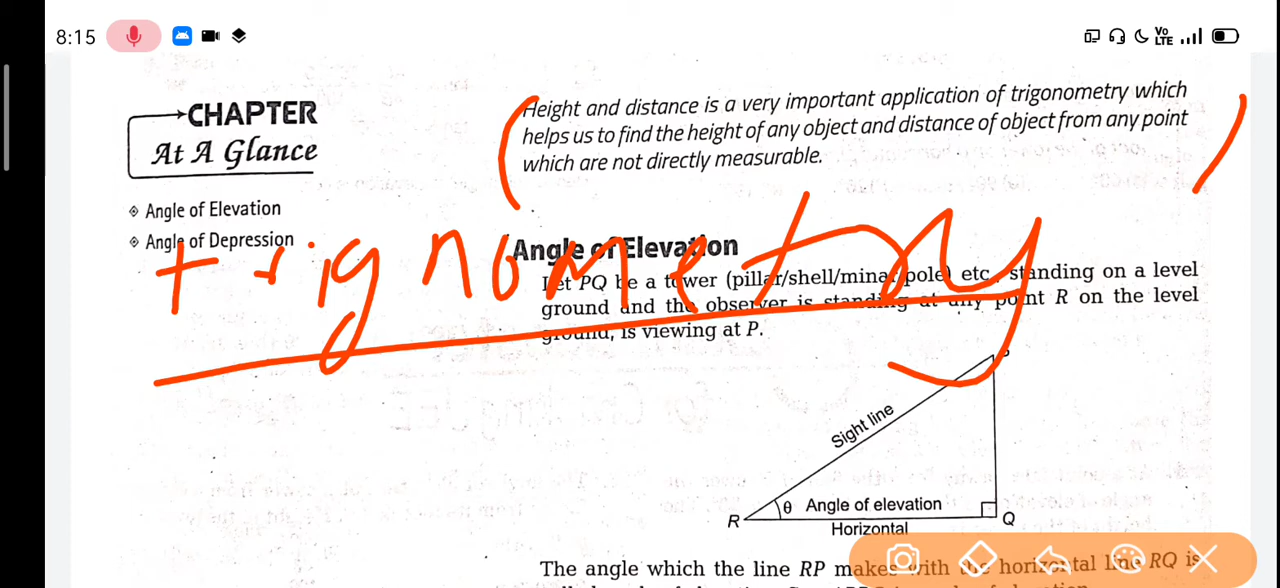 8:15
Vo
LTE
CHAPTER
At A Glance
Angle of Elevation
Angle of Depression
Height and distance is a very important application of trigonometry which
helps us to find the height of any object and distance of object from any point
which are not directly measurable.
trignometry
Angle of Elevation
Let PQ be a tower (pillar/shell/minar/pole) etc., standing on a level
ground and the observer is standing at any point R on the level
ground, is viewing at P.
P
Sight line
θ Angle of elevation
R
Q
Horizontal
The angle which the line RP makes with the horizontal line RQ is